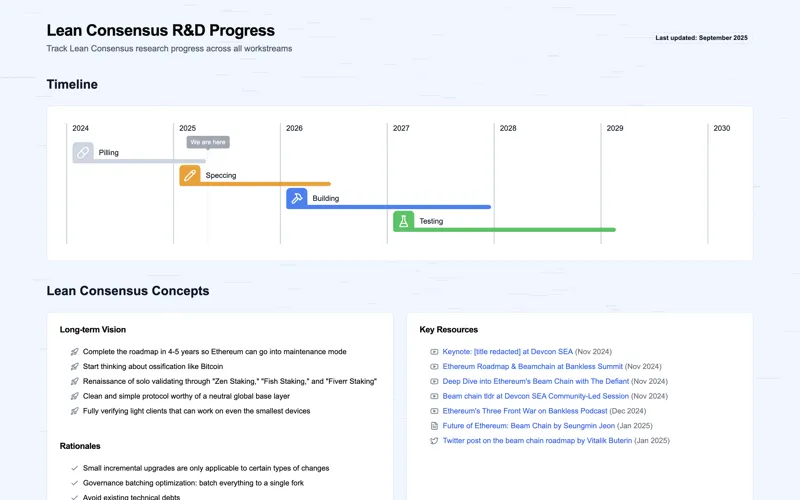 Lean Consensus R&D Progress
Track Lean Consensus research progress across all workstreams
Last updated: September 2025
Timeline
2024
2025
2026
2027
2028
2029
2030
We are here
Pilling
Speccing
Building
Testing
Lean Consensus Concepts
Long-term Vision
Complete the roadmap in 4-5 years so Ethereum can go into maintenance mode
Start thinking about ossification like Bitcoin
Renaissance of solo validating through "Zen Staking," "Fish Staking," and "Fiverr Staking"
Clean and simple protocol worthy of a neutral global base layer
Fully verifying light clients that can work on even the smallest devices
Rationales
Small incremental upgrades are only applicable to certain types of changes
Governance batching optimization: batch everything to a single fork
Avoid existing technical debts
Key Resources
Keynote: [title redacted] at Devcon SEA (Nov 2024)
Ethereum Roadmap & Beamchain at Bankless Summit (Nov 2024)
Deep Dive into Ethereum's Beam Chain with The Defiant (Nov 2024)
Beam chain tldr at Devcon SEA Community-Led Session (Nov 2024)
Ethereum's Three Front War on Bankless Podcast (Dec 2024)
Future of Ethereum: Beam Chain by Seungmin Jeon (Jan 2025)
Twitter post on the beam chain roadmap by Vitalik Buterin (Jan 2025)